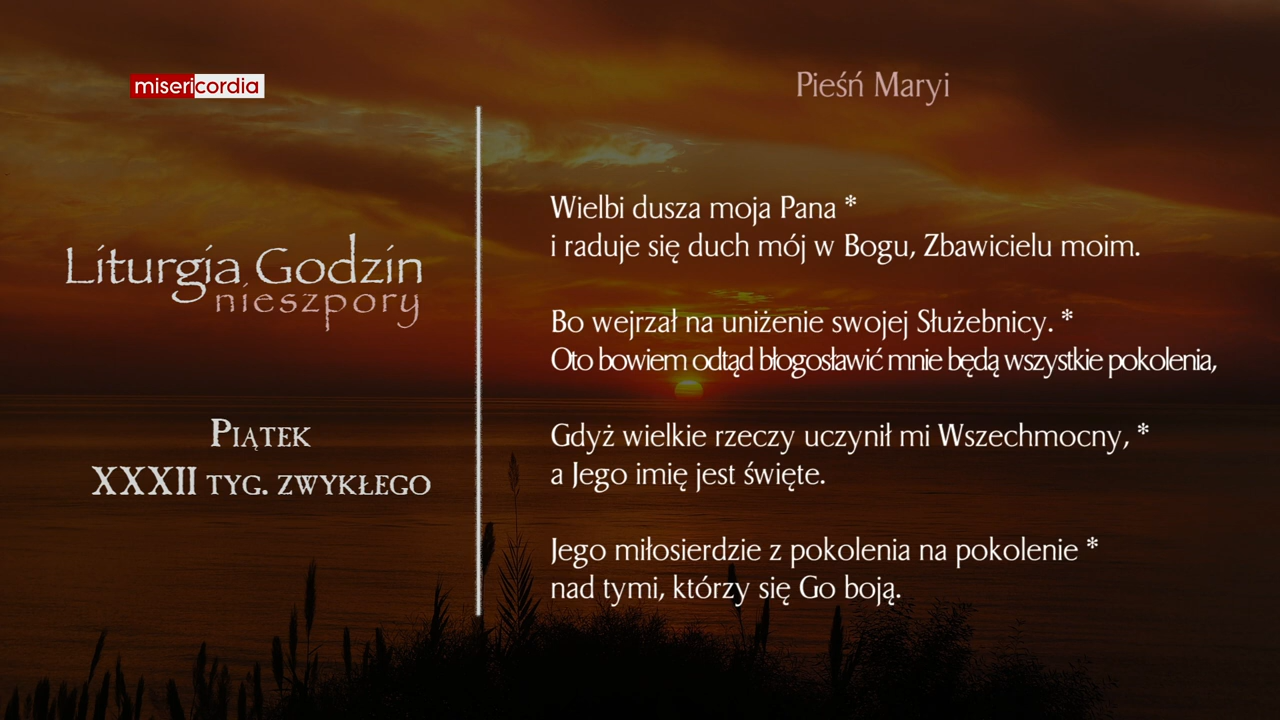 misericordia
Liturgia Godzin
nieszpory
Piątek
XXXII tyg. zwykłego
Pieśń Maryi
Wielbi dusza moja Pana *
i raduje się duch mój w Bogu, Zbawicielu moim.
Bo wejrzał na uniżenie swojej Służebnicy. *
Oto bowiem odtąd błogosławić mnie będą wszystkie pokolenia,
Gdyż wielkie rzeczy uczynił mi Wszechmocny, *
a Jego imię jest święte.
Jego miłosierdzie z pokolenia na pokolenie *
nad tymi, którzy się Go boją.